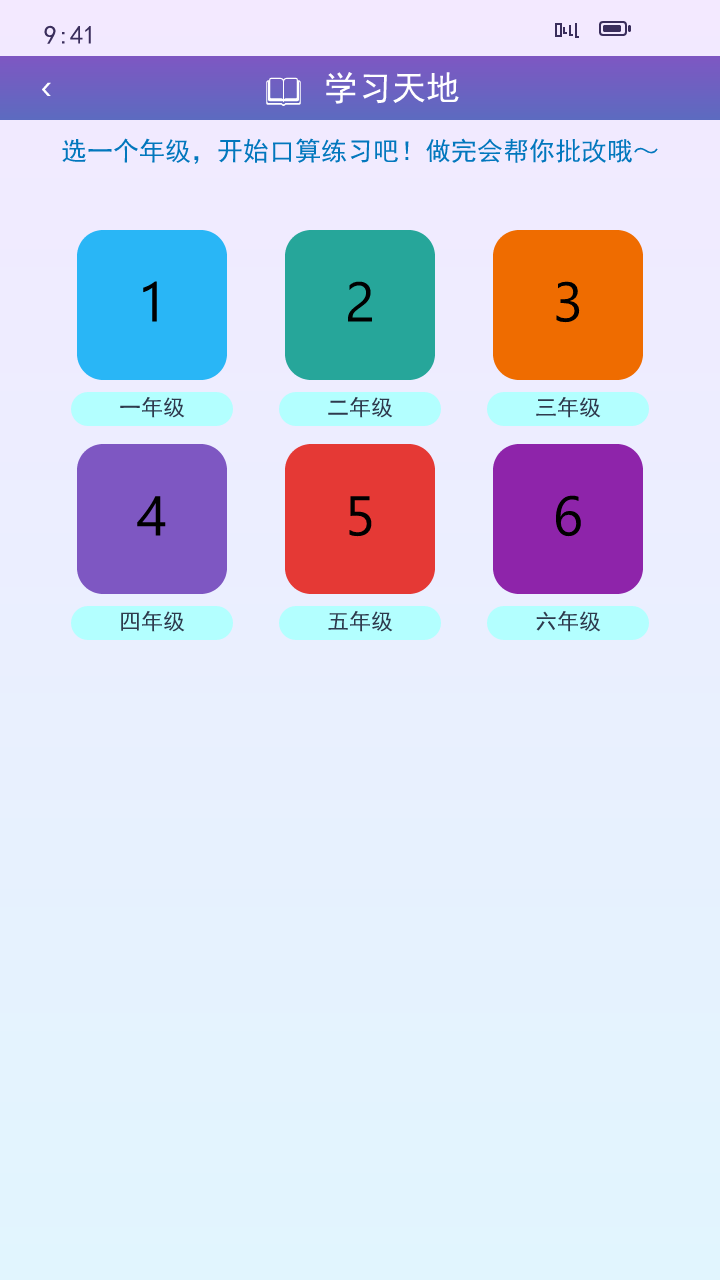 9:41
‹ 学习天地
选一个年级，开始口算练习吧！做完会帮你批改哦～
1 2 3
一年级 二年级 三年级
4 5 6
四年级 五年级 六年级